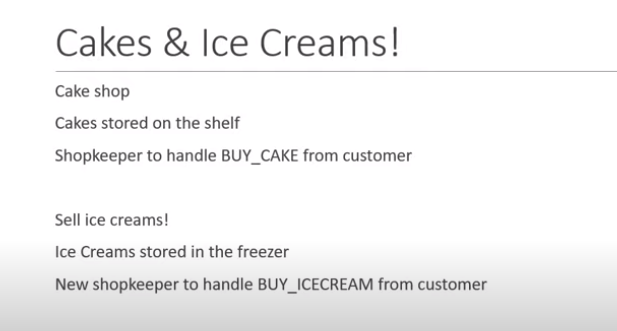 Cakes & Ice Creams!
Cake shop
Cakes stored on the shelf
Shopkeeper to handle BUY_CAKE from customer
Sell ice creams!
Ice Creams stored in the freezer
New shopkeeper to handle BUY_ICECREAM from customer